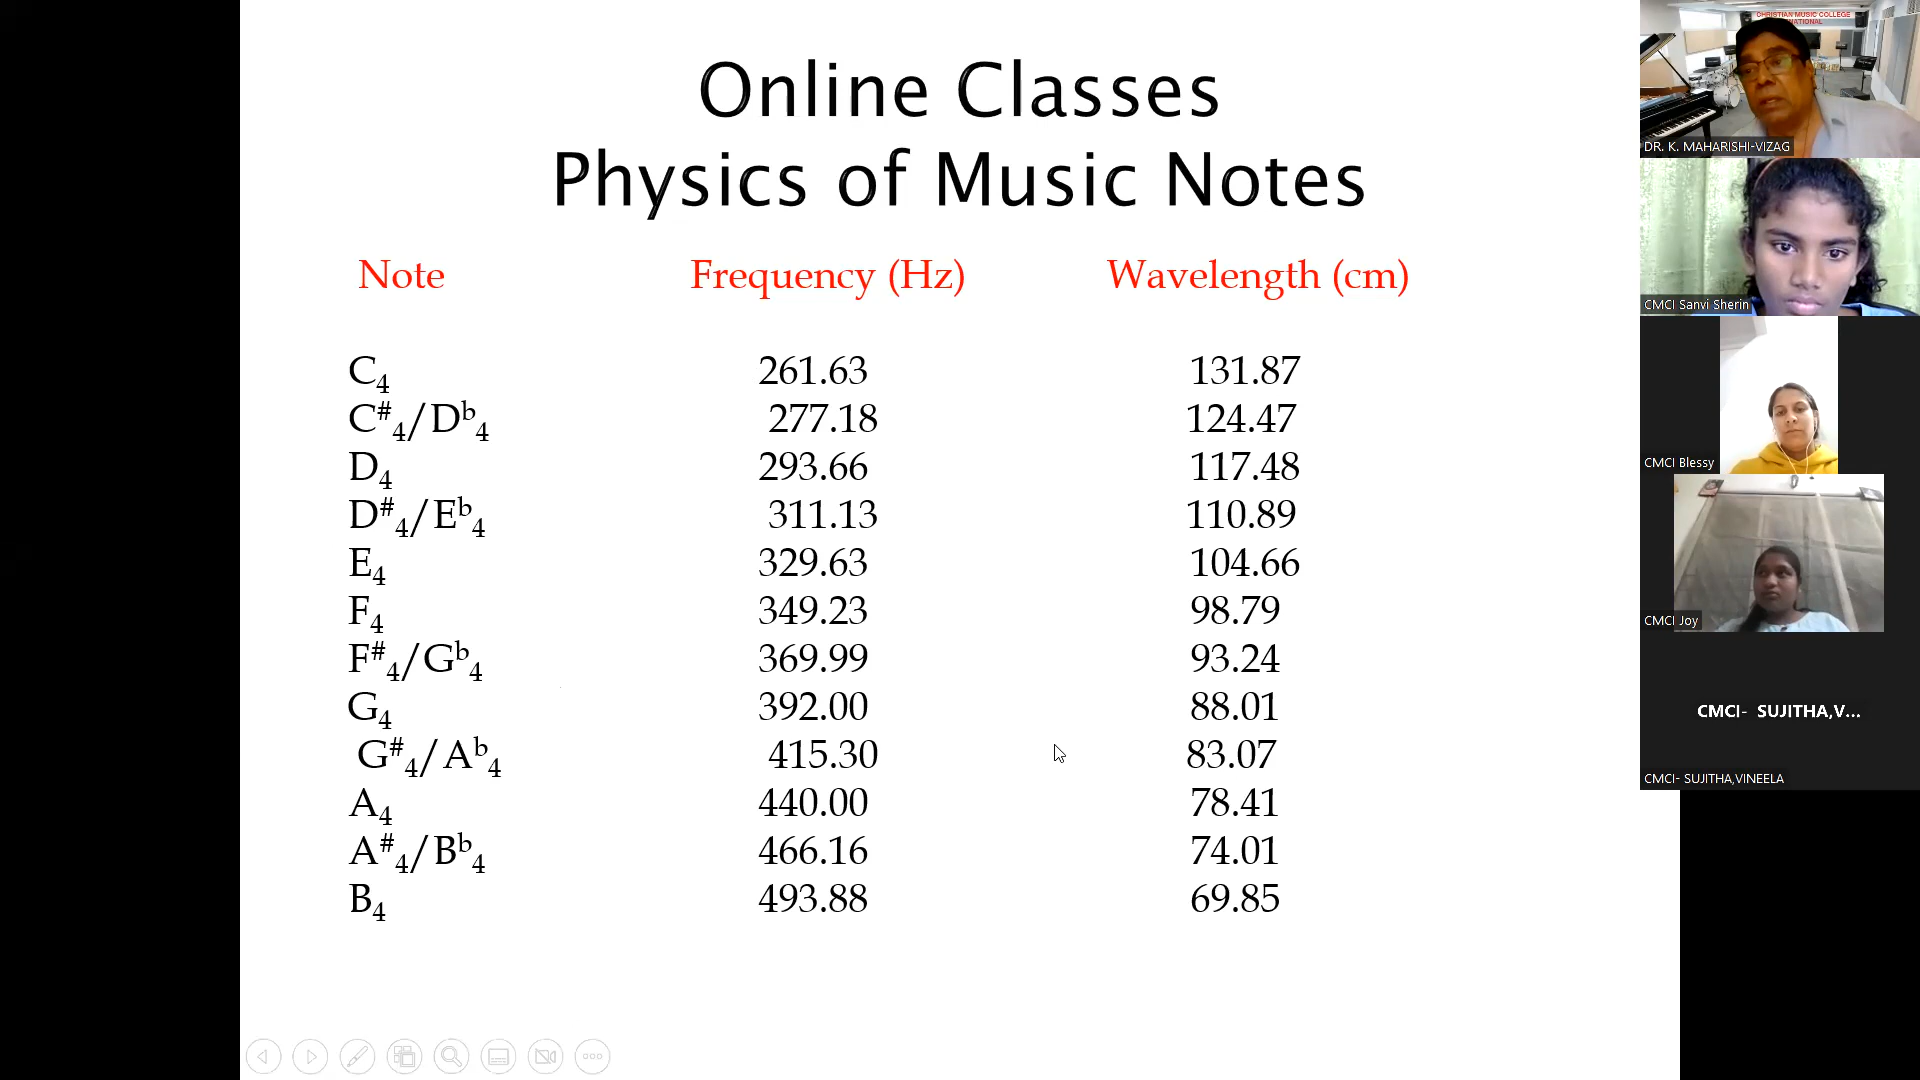 Online Classes
Physics of Music Notes
Note Frequency (Hz) Wavelength (cm)
C4 261.63 131.87
C#4/Db4 277.18 124.47
D4 293.66 117.48
D#4/Eb4 311.13 110.89
E4 329.63 104.66
F4 349.23 98.79
F#4/Gb4 369.99 93.24
G4 392.00 88.01
G#4/Ab4 415.30 83.07
A4 440.00 78.41
A#4/Bb4 466.16 74.01
B4 493.88 69.85
CHRISTIAN MUSIC COLLEGE
DR. K. MAHARISHI-VIZAG
CMCI Sanvi Sherin
CMCI Blessy
CMCI Joy
CMCI- SUJITHA,V...
CMCI- SUJITHA,VINEELA